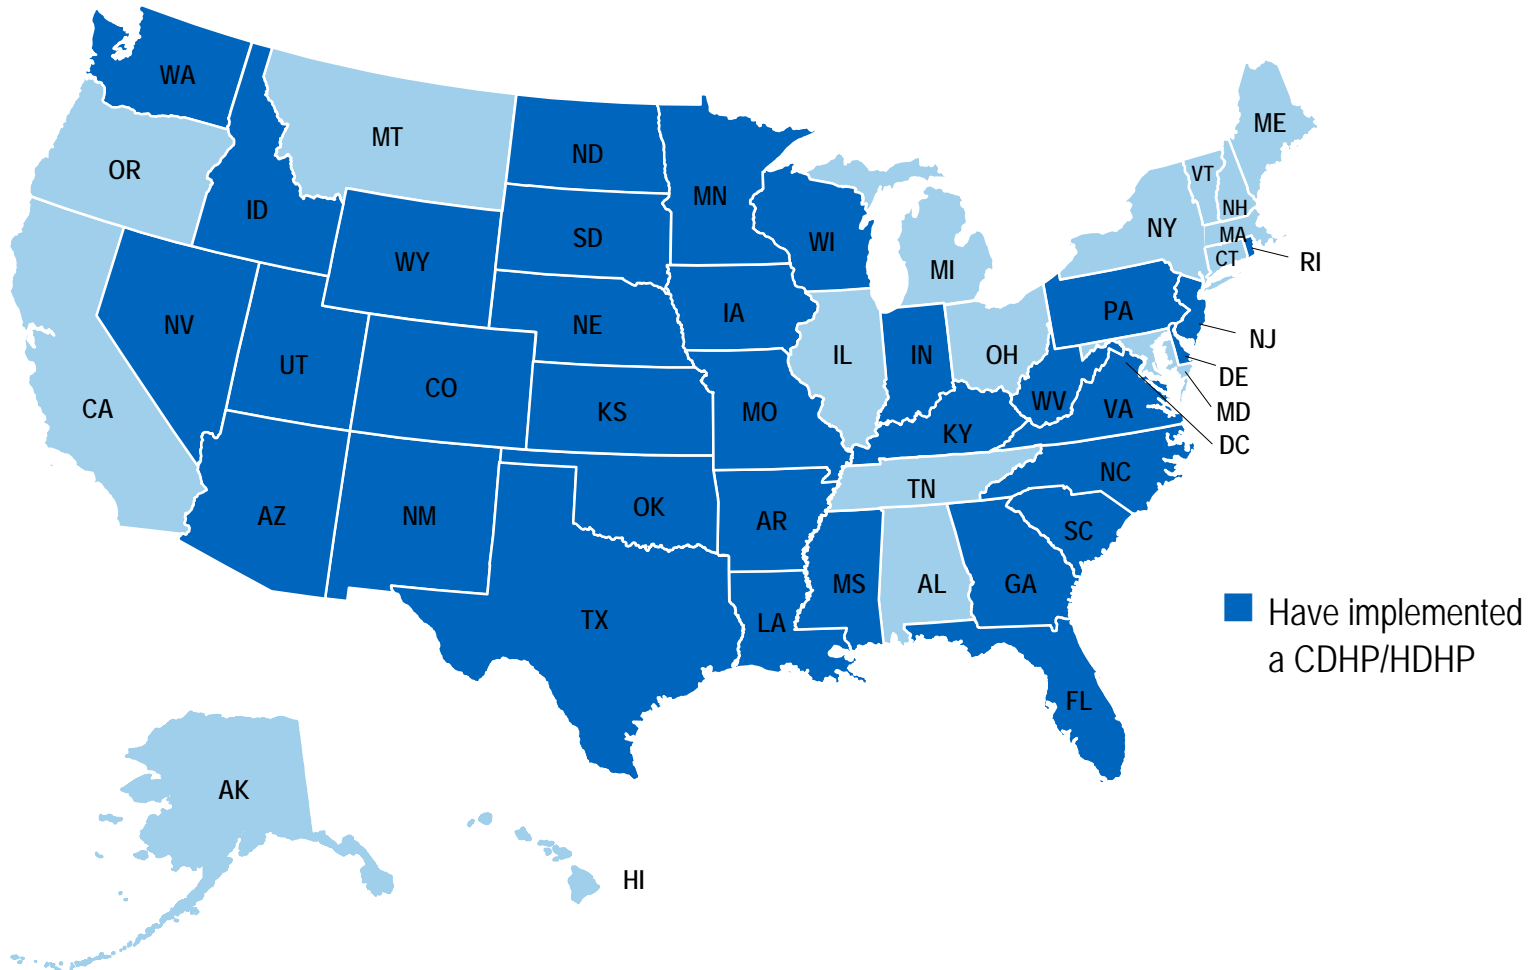 WA
MT
ND
OR
ID
MN
SD
WI
WY
MI
NY
VT
NH
ME
MA
CT
RI
NV
UT
NE
IA
PA
NJ
IL
IN
OH
CO
CA
KS
MO
WV
VA
DE
MD
DC
KY
NC
TN
AZ
NM
OK
AR
SC
MS
AL
GA
TX
LA
FL
Have implemented
a CDHP/HDHP
AK
HI